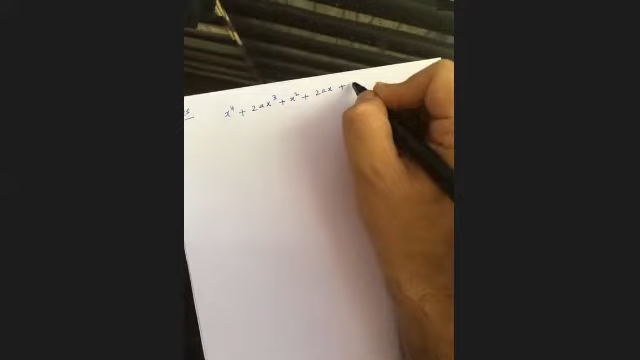 x⁴ + 2ax³ + x² + 2ax +